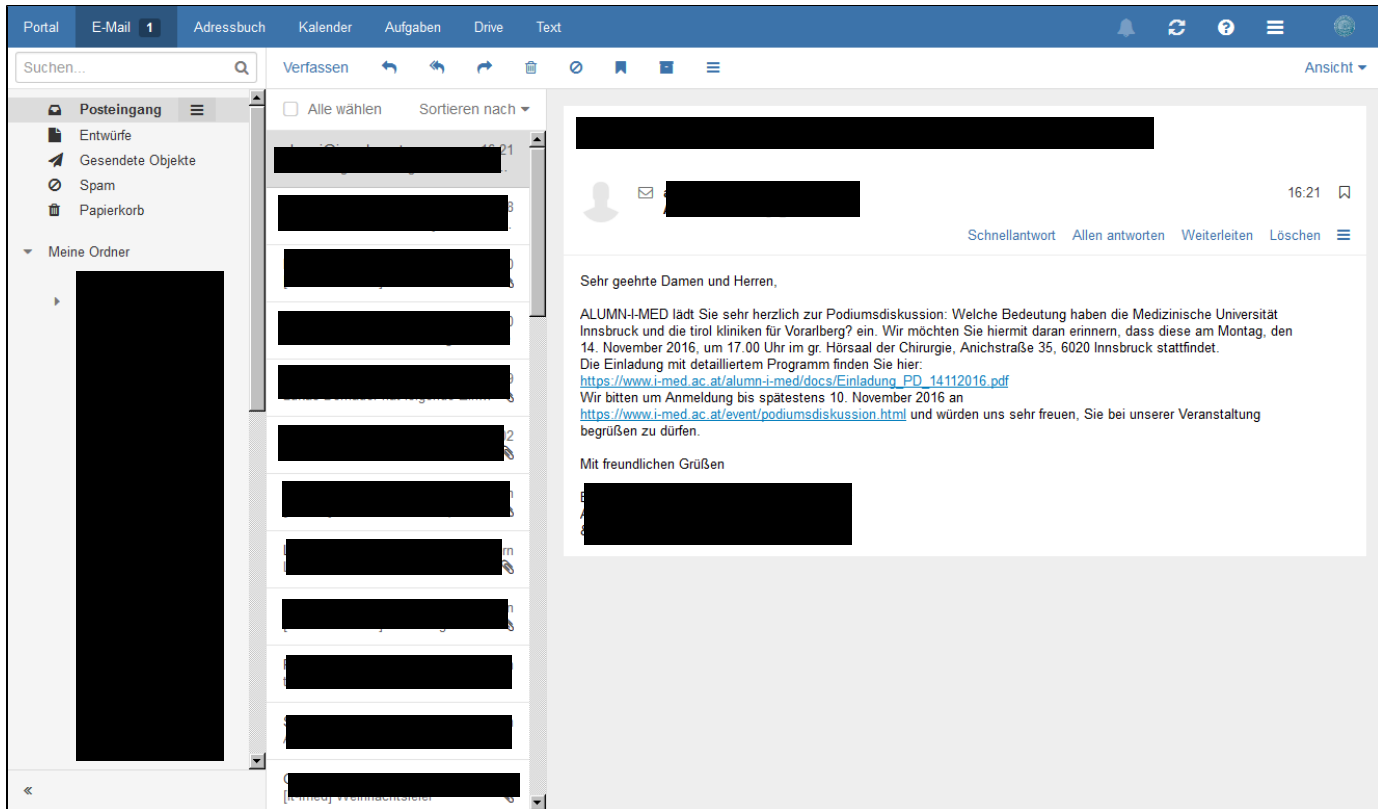 Portal E-Mail 1 Adressbuch Kalender Aufgaben Drive Text
Suchen...
Verfassen
Ansicht
Posteingang
Entwürfe
Gesendete Objekte
Spam
Papierkorb
Meine Ordner
Alle wählen Sortieren nach
16:21
Schnellantwort Allen antworten Weiterleiten Löschen
Sehr geehrte Damen und Herren,
ALUMN-I-MED lädt Sie sehr herzlich zur Podiumsdiskussion: Welche Bedeutung haben die Medizinische Universität
Innsbruck und die tirol kliniken für Vorarlberg? ein. Wir möchten Sie hiermit daran erinnern, dass diese am Montag, den
14. November 2016, um 17.00 Uhr im gr. Hörsaal der Chirurgie, Anichstraße 35, 6020 Innsbruck stattfindet.
Die Einladung mit detailliertem Programm finden Sie hier:
https://www.i-med.ac.at/alumn-i-med/docs/Einladung_PD_14112016.pdf
Wir bitten um Anmeldung bis spätestens 10. November 2016 an
https://www.i-med.ac.at/event/podiumsdiskussion.html und würden uns sehr freuen, Sie bei unserer Veranstaltung
begrüßen zu dürfen.
Mit freundlichen Grüßen